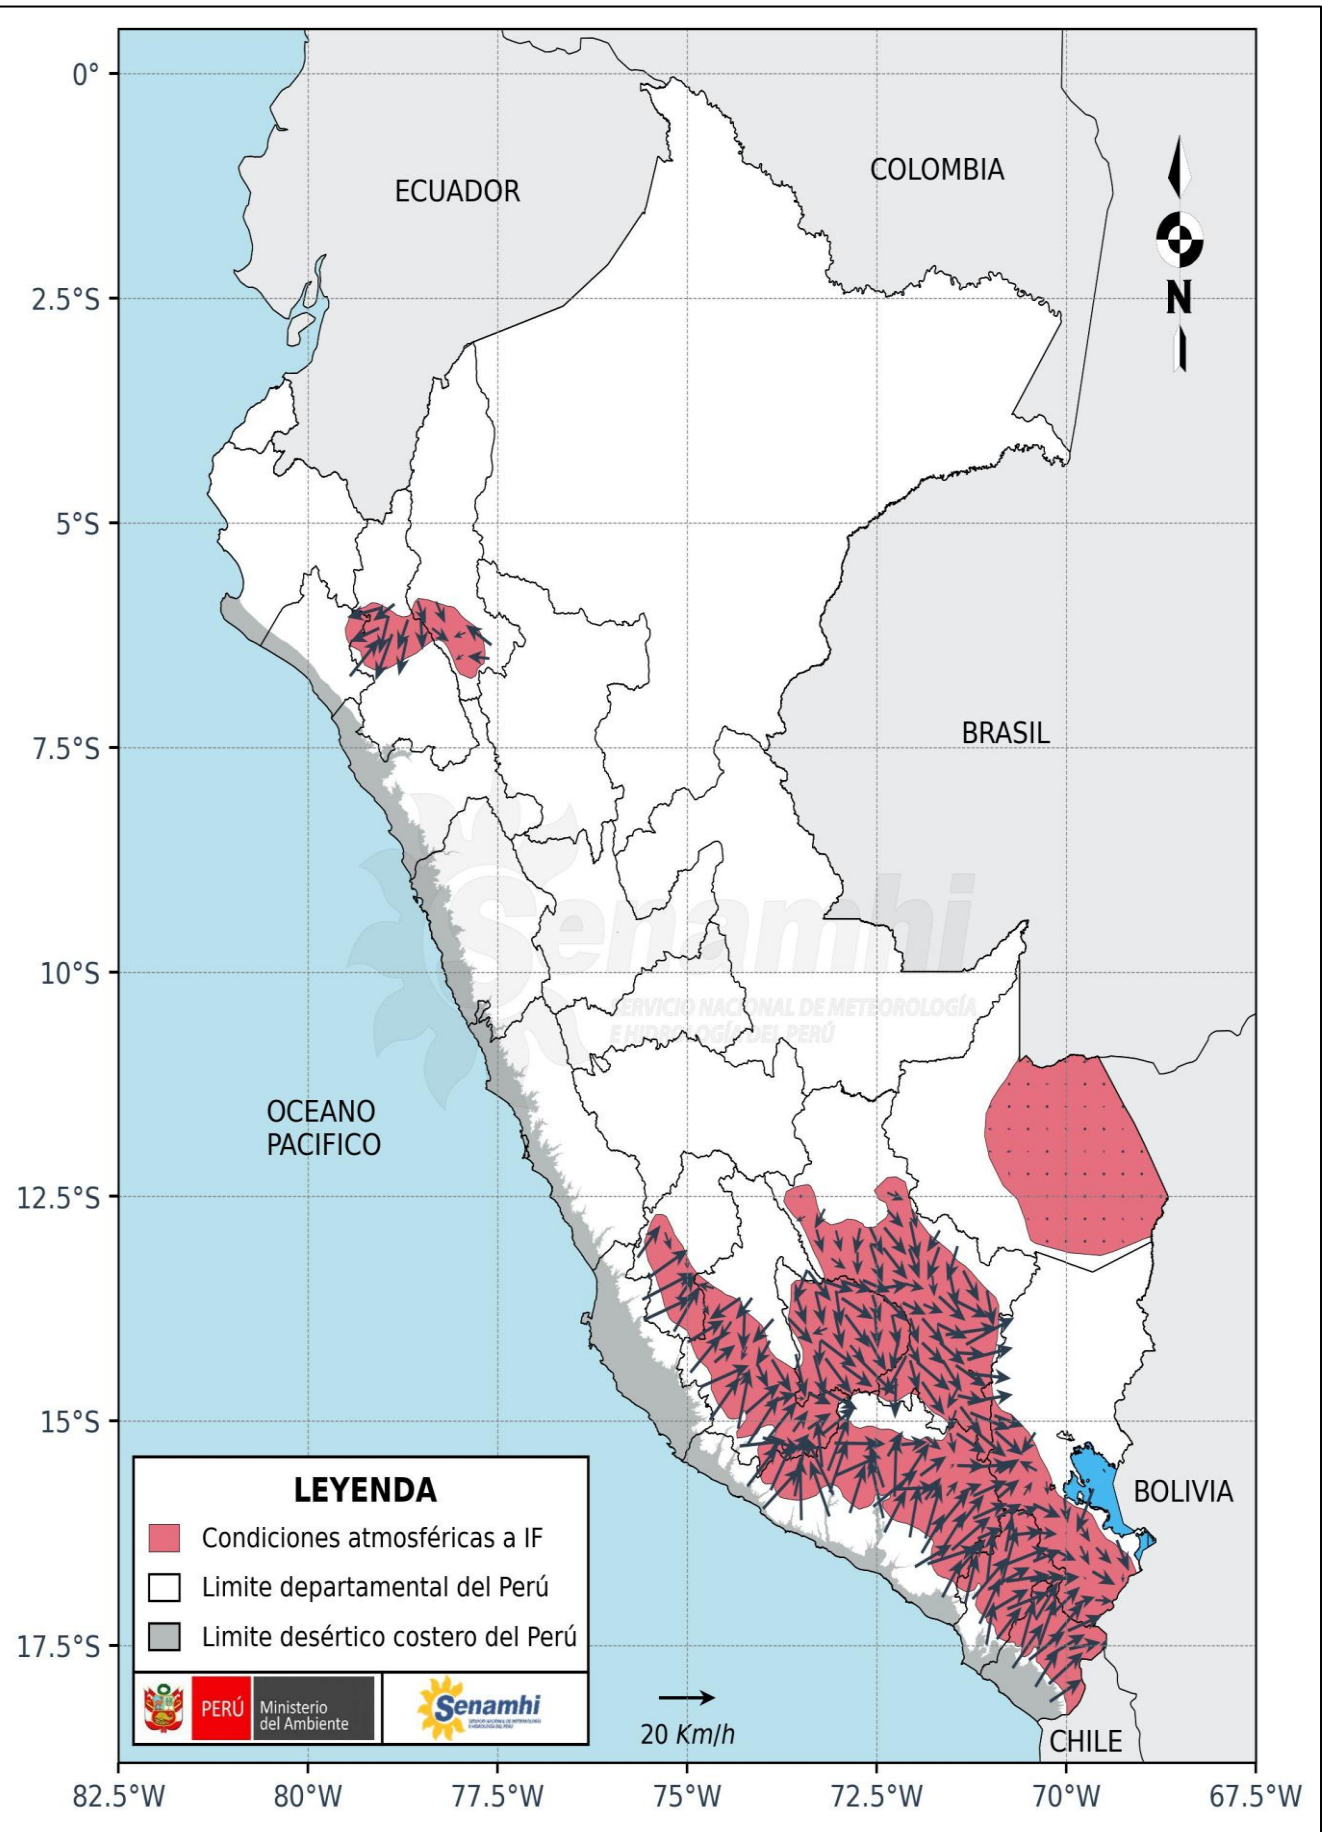 0°
2.5°S
5°S
7.5°S
10°S
12.5°S
15°S
17.5°S
82.5°W
80°W
77.5°W
75°W
72.5°W
70°W
67.5°W
ECUADOR
COLOMBIA
N
BRASIL
Senamhi
SERVICIO NACIONAL DE METEOROLOGÍA
E HIDROLOGÍA DEL PERÚ
OCEANO
PACIFICO
BOLIVIA
CHILE
LEYENDA
Condiciones atmosféricas a IF
Limite departamental del Perú
Limite desértico costero del Perú
PERÚ
Ministerio
del Ambiente
Senamhi
20 Km/h